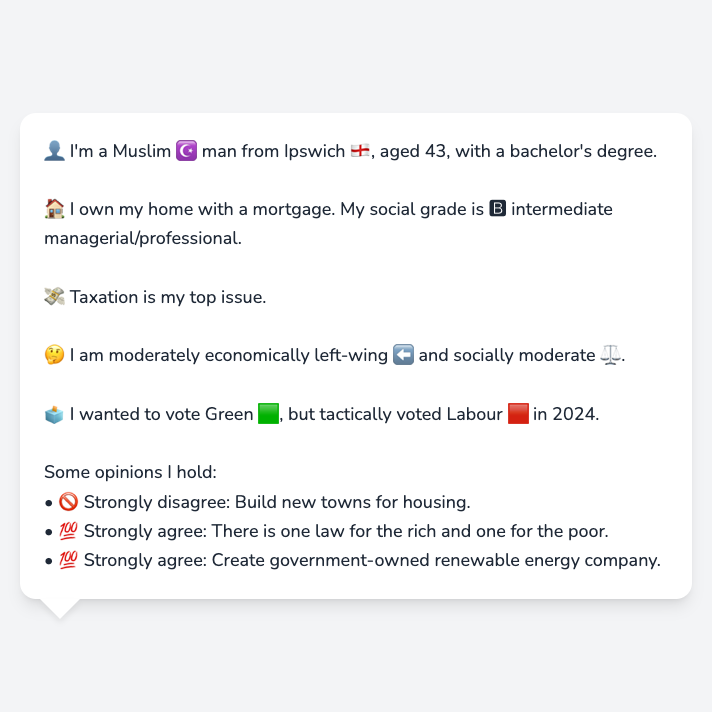 👤 I'm a Muslim ☪️ man from Ipswich 🏴󠁧󠁢󠁥󠁮󠁧󠁿, aged 43, with a bachelor's degree.
🏠 I own my home with a mortgage. My social grade is 🅱 intermediate
managerial/professional.
💸 Taxation is my top issue.
🤔 I am moderately economically left-wing ⬅️ and socially moderate ⚖️.
🗳️ I wanted to vote Green 🟩, but tactically voted Labour 🟥 in 2024.
Some opinions I hold:
• 🚫 Strongly disagree: Build new towns for housing.
• 💯 Strongly agree: There is one law for the rich and one for the poor.
• 💯 Strongly agree: Create government-owned renewable energy company.